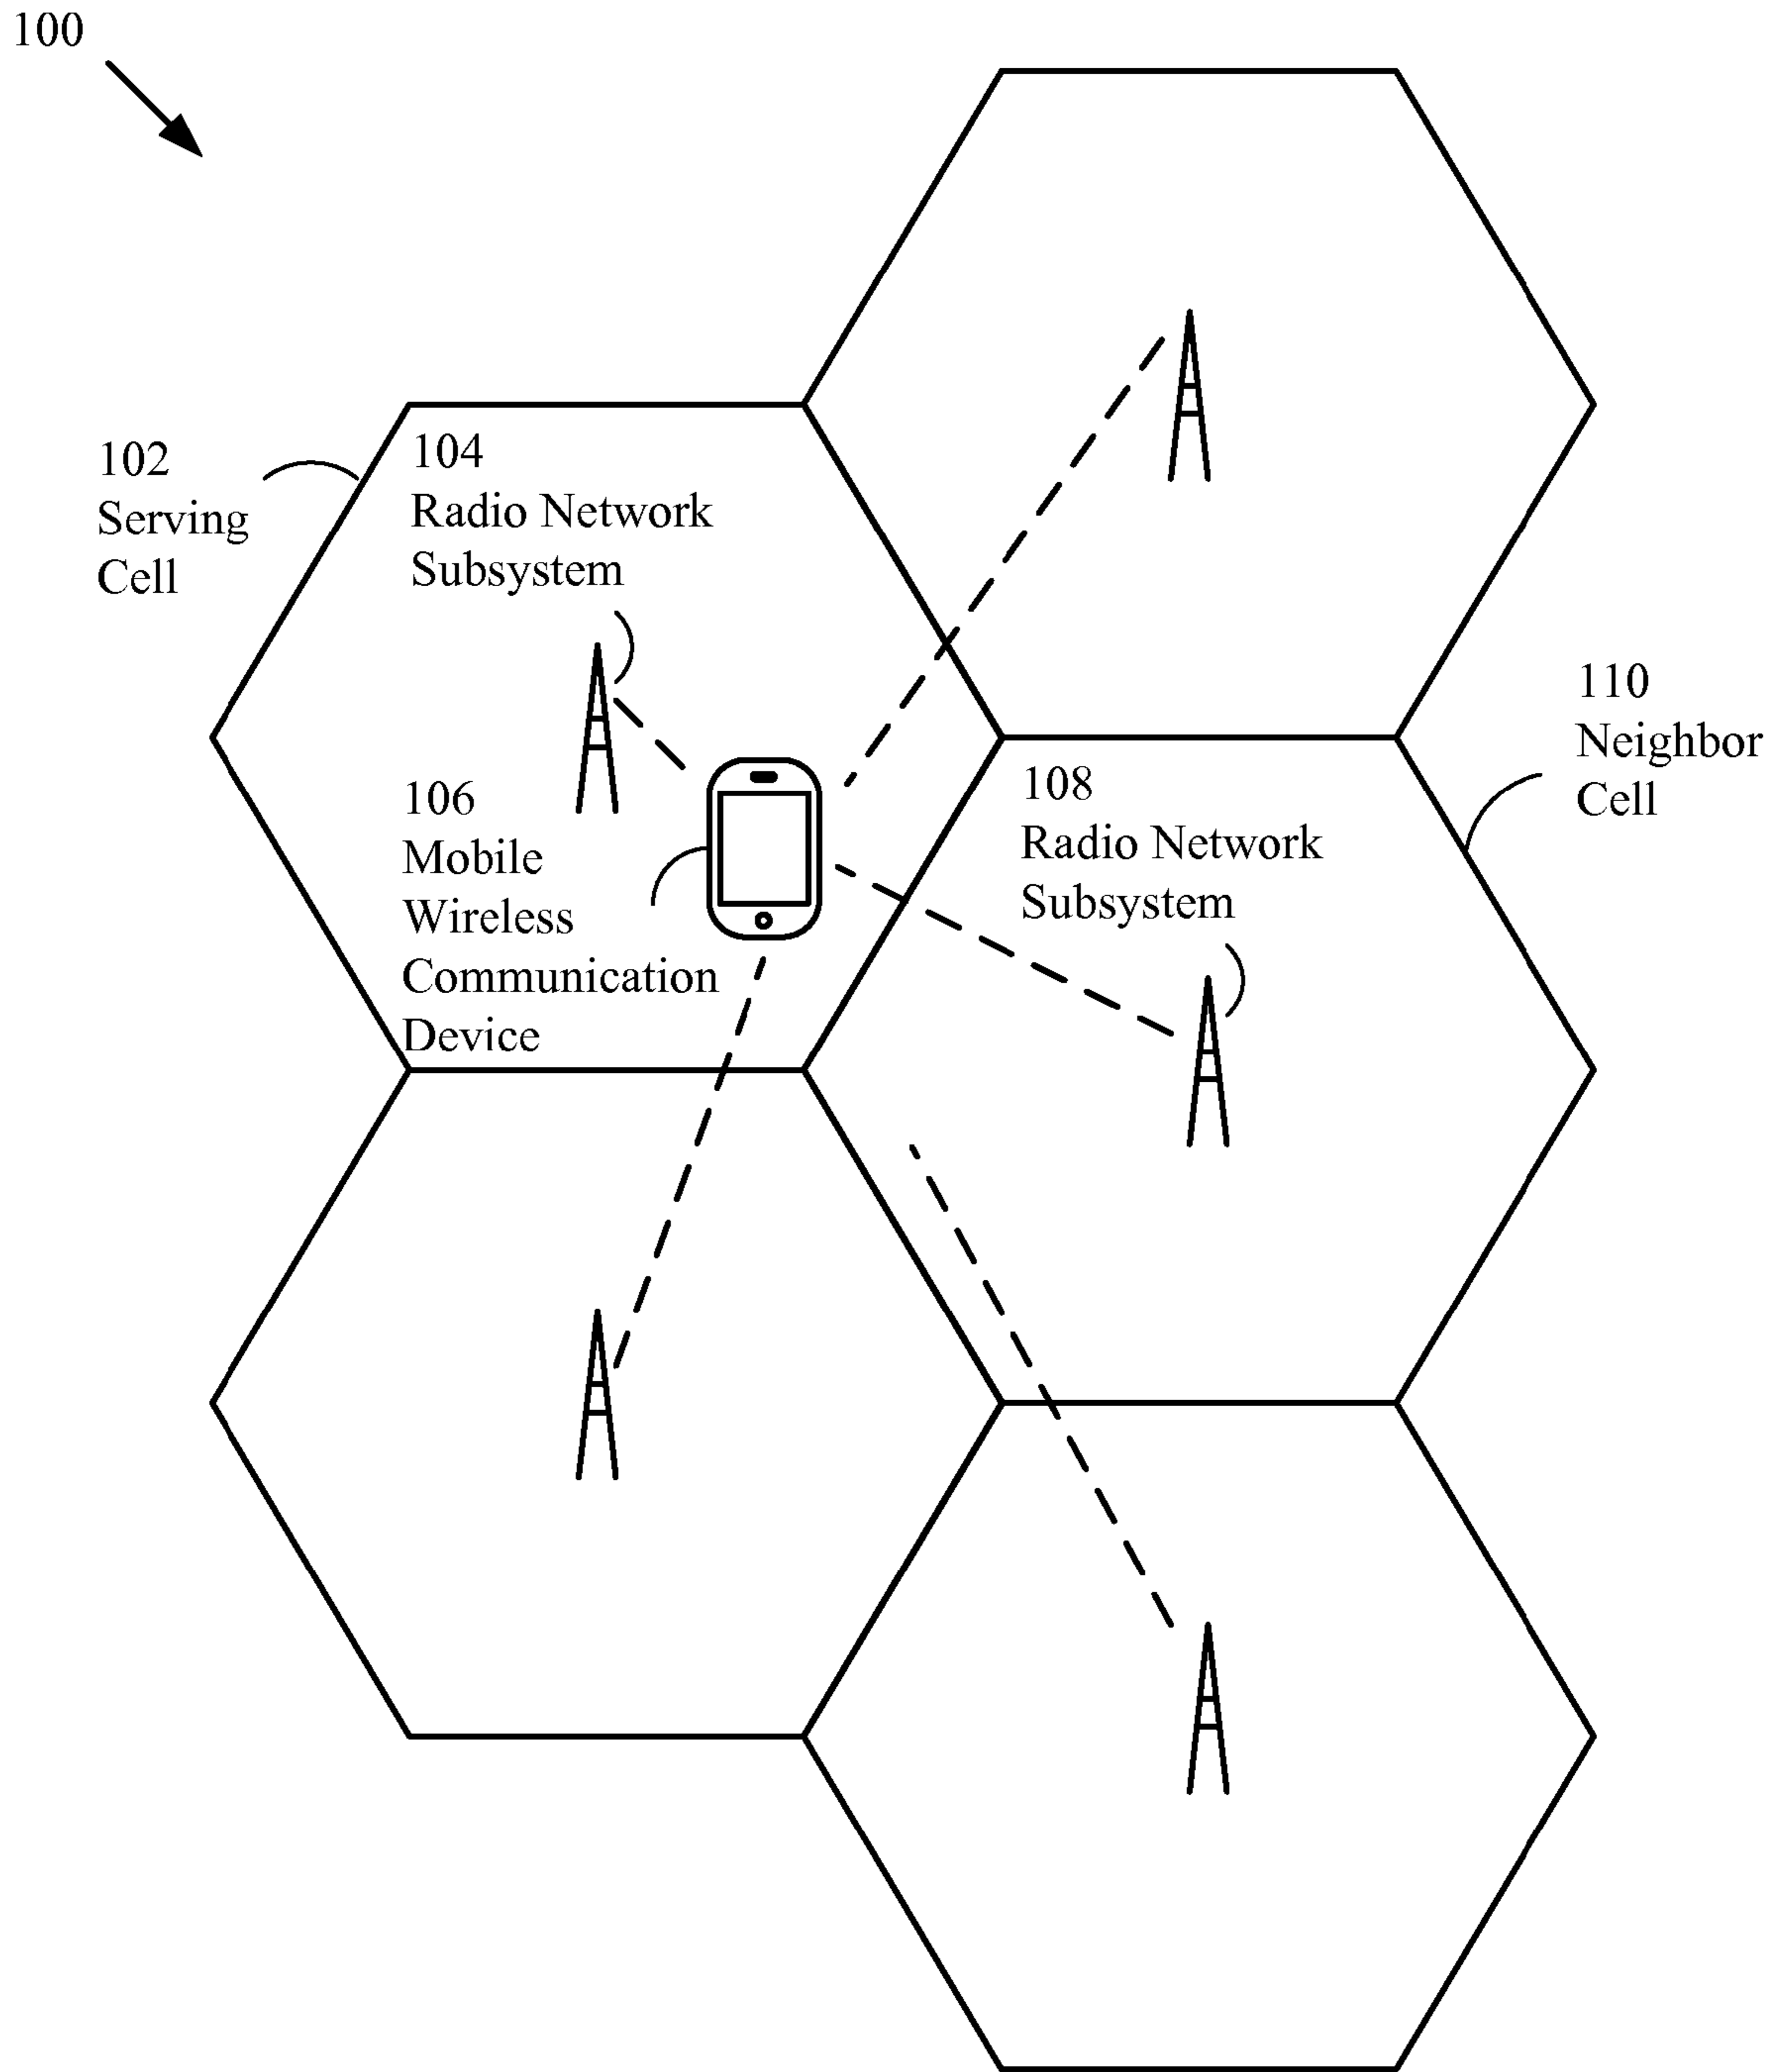 100
102
Serving
Cell
104
Radio Network
Subsystem
106
Mobile
Wireless
Communication
Device
108
Radio Network
Subsystem
110
Neighbor
Cell